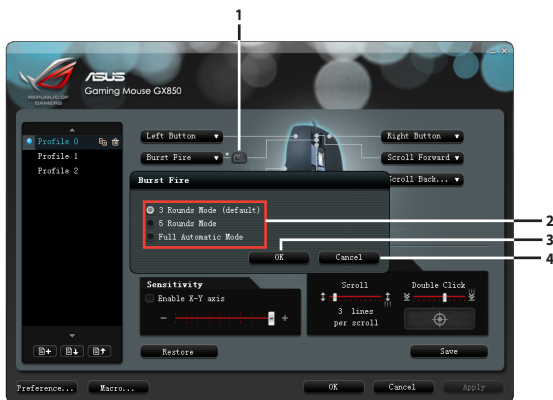 1
REPUBLIC OF
GAMERS
ASUS
Gaming Mouse GX850
Profile 0
Profile 1
Profile 2
Left Button
Burst Fire
Right Button
Scroll Forward
Scroll Back...
Burst Fire
3 Rounds Mode (default)
5 Rounds Mode
Full Automatic Mode
OK
Cancel
2
3
4
Sensitivity
Enable X-Y axis
- +
Scroll
3 lines
per scroll
Double Click
Restore
Save
Preference...
Macro...
OK
Cancel
Apply